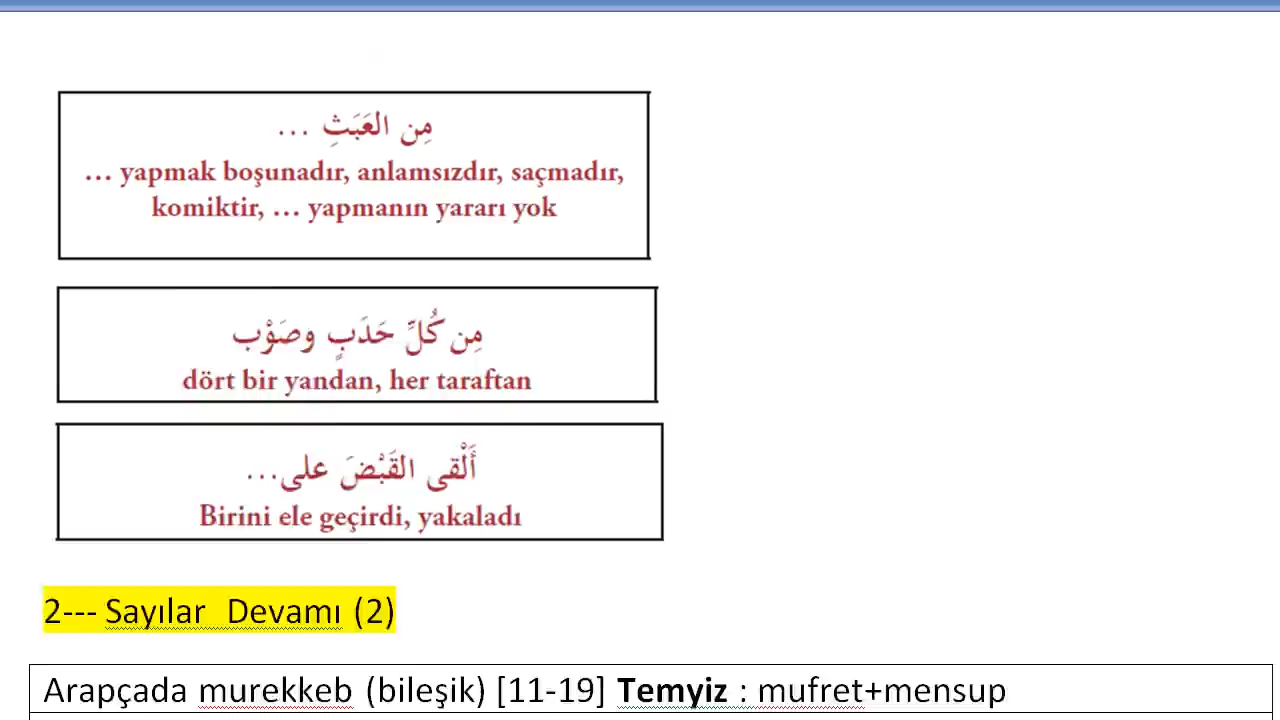 مِن العَبَثِ ...
... yapmak boşunadır, anlamsızdır, saçmadır,
komiktir, ... yapmanın yararı yok
مِن كُلِّ حَدَبٍ وصَوْب
dört bir yandan, her taraftan
أَلْقى القَبْضَ على...
Birini ele geçirdi, yakaladı
2--- Sayılar Devamı (2)
Arapçada murekkeb (bileşik) [11-19] Temyiz : mufret+mensup